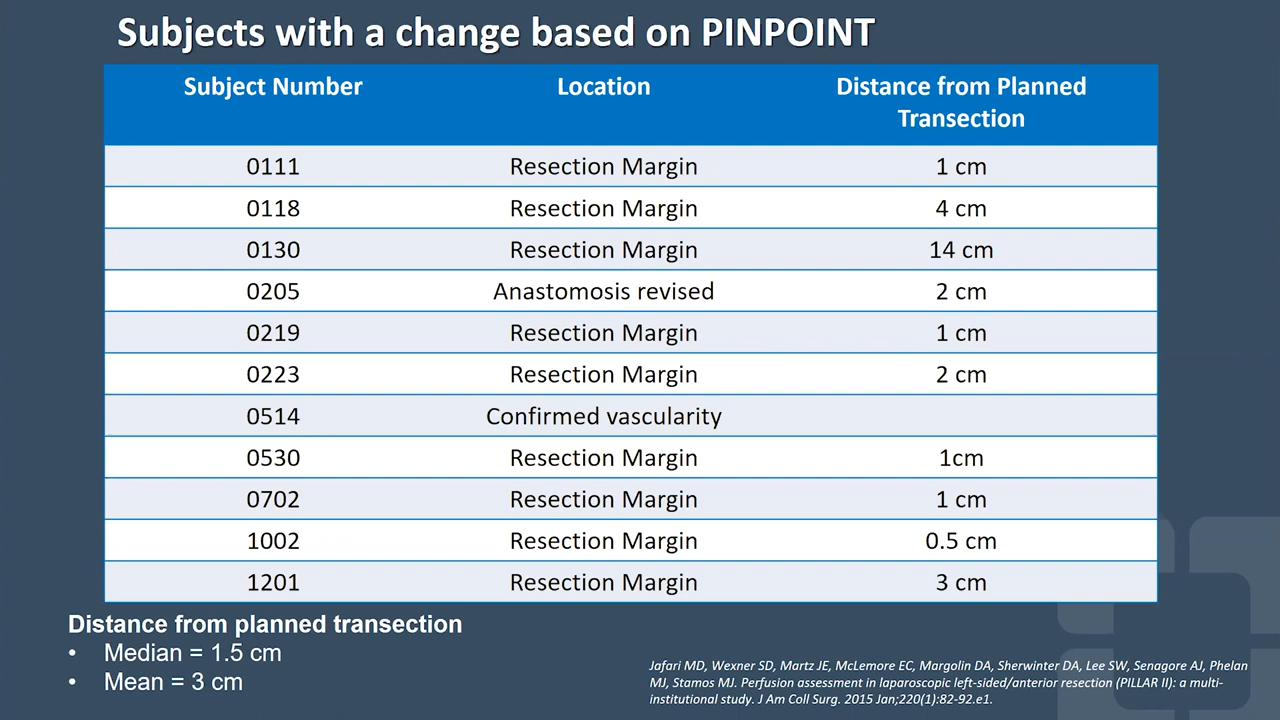 Subjects with a change based on PINPOINT
Subject Number Location Distance from Planned
Transection
0111 Resection Margin 1 cm
0118 Resection Margin 4 cm
0130 Resection Margin 14 cm
0205 Anastomosis revised 2 cm
0219 Resection Margin 1 cm
0223 Resection Margin 2 cm
0514 Confirmed vascularity
0530 Resection Margin 1cm
0702 Resection Margin 1 cm
1002 Resection Margin 0.5 cm
1201 Resection Margin 3 cm
Distance from planned transection
• Median = 1.5 cm
• Mean = 3 cm
Jafari MD, Wexner SD, Martz JE, McLemore EC, Margolin DA, Sherwinter DA, Lee SW, Senagore AJ, Phelan
MJ, Stamos MJ. Perfusion assessment in laparoscopic left-sided/anterior resection (PILLAR II): a multi-
institutional study. J Am Coll Surg. 2015 Jan;220(1):82-92.e1.